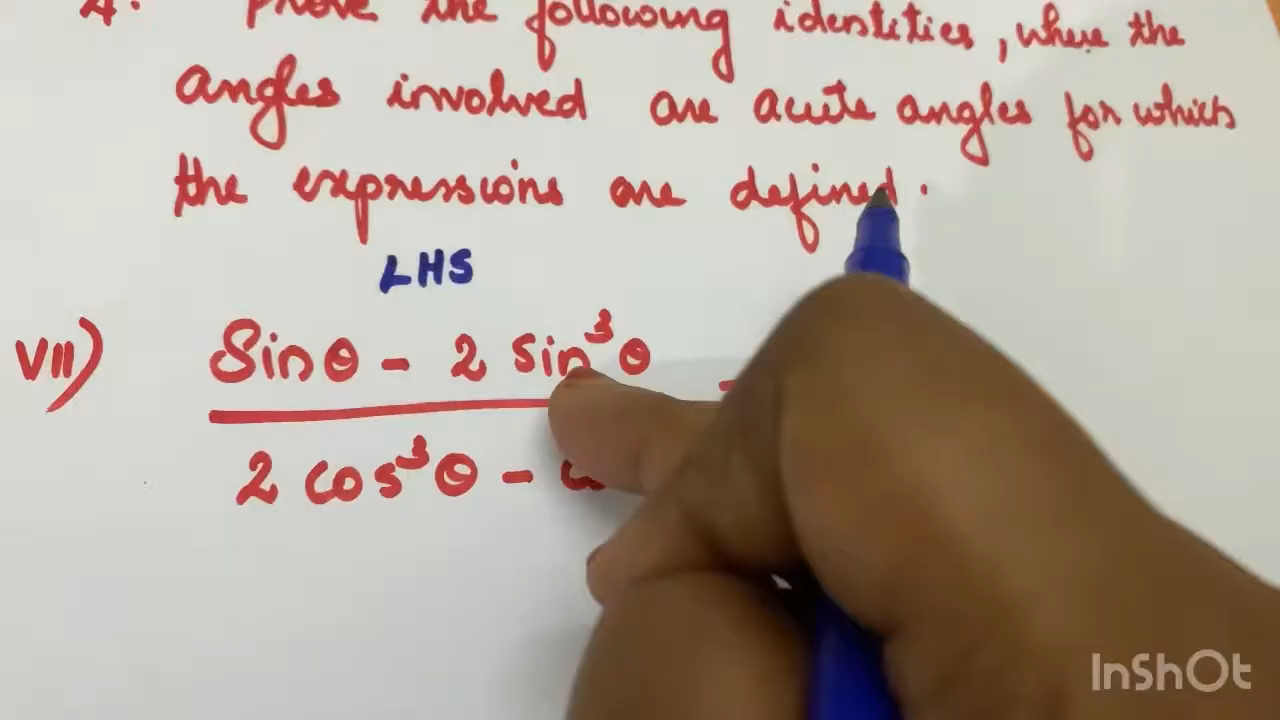 4. Prove the following identities, where the
angles involved are acute angles for which
the expressions are defined.
LHS
VII) Sinθ - 2 Sin³θ
2 cos³θ -
InShOt